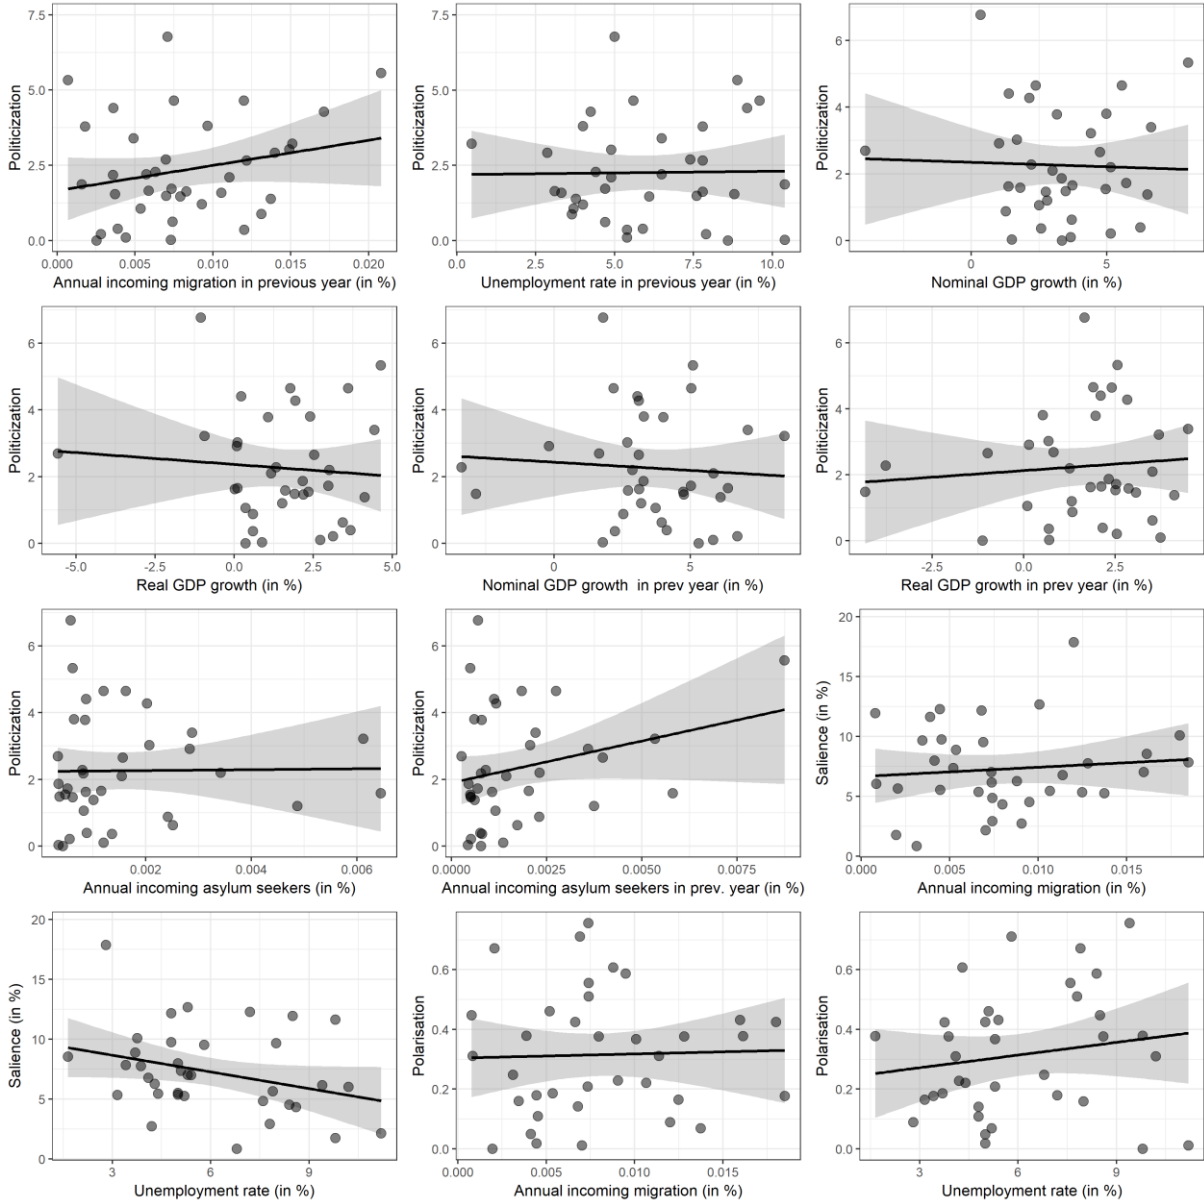 7.5
5.0
2.5
0.0
Politicization
0.000 0.005 0.010 0.015 0.020
Annual incoming migration in previous year (in %)
7.5
5.0
2.5
0.0
Politicization
0.0 2.5 5.0 7.5 10.0
Unemployment rate in previous year (in %)
6
4
2
0
Politicization
0 5
Nominal GDP growth (in %)
6
4
2
0
Politicization
-5.0 -2.5 0.0 2.5 5.0
Real GDP growth (in %)
6
4
2
0
Politicization
0 5
Nominal GDP growth  in prev year (in %)
6
4
2
0
Politicization
-2.5 0.0 2.5
Real GDP growth in prev year (in %)
6
4
2
0
Politicization
0.002 0.004 0.006
Annual incoming asylum seekers (in %)
6
4
2
0
Politicization
0.0000 0.0025 0.0050 0.0075
Annual incoming asylum seekers in prev. year (in %)
20
15
10
5
0
Salience (in %)
0.000 0.005 0.010 0.015
Annual incoming migration (in %)
20
15
10
5
0
Salience (in %)
3 6 9
Unemployment rate (in %)
0.6
0.4
0.2
0.0
Polarisation
0.000 0.005 0.010 0.015
Annual incoming migration (in %)
0.6
0.4
0.2
0.0
Polarisation
3 6 9
Unemployment rate (in %)